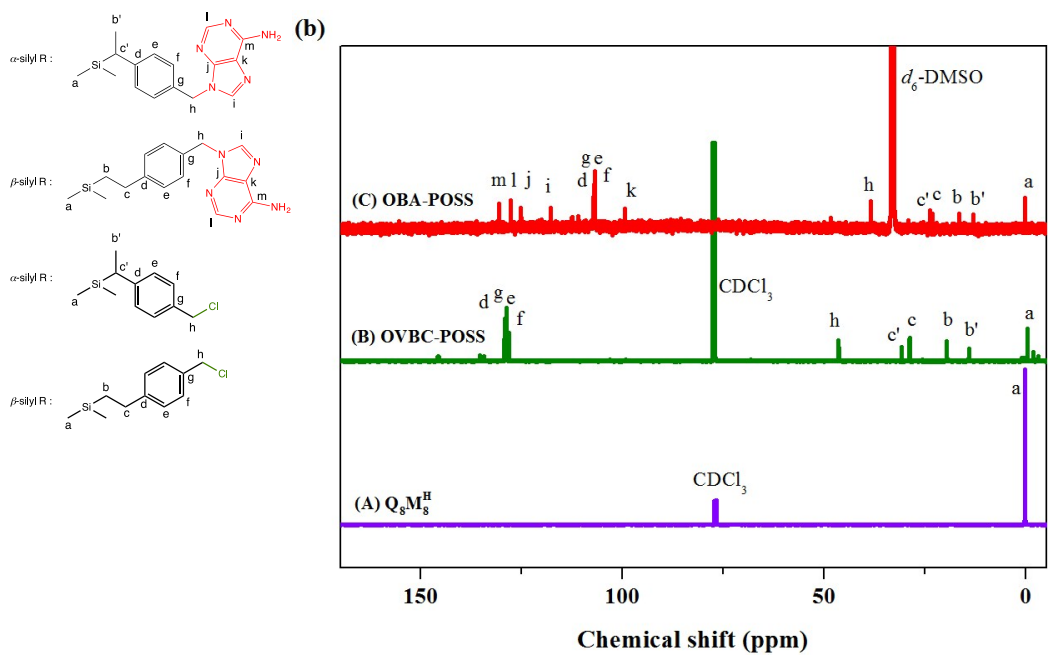 (b)
α-silyl R :
b'
c'
d
e
f
g
h
Si
a
l
N
N
NH₂
m
k
j
N
N
i
β-silyl R :
h
N
i
g
j
k
N
b
f
N
m
NH₂
Si
a
c
d
e
l
N
α-silyl R :
b'
c'
d
e
f
Si
a
g
Cl
h
β-silyl R :
h
g
Cl
b
f
Si
a
c
d
e
d₆-DMSO
(C) OBA-POSS
m l j i d g e f k h c' c b b' a
CDCl₃
(B) OVBC-POSS
d g e f h c' c b b' a
CDCl₃
(A) Q₈M₈ᴴ
a
150 100 50 0
Chemical shift (ppm)